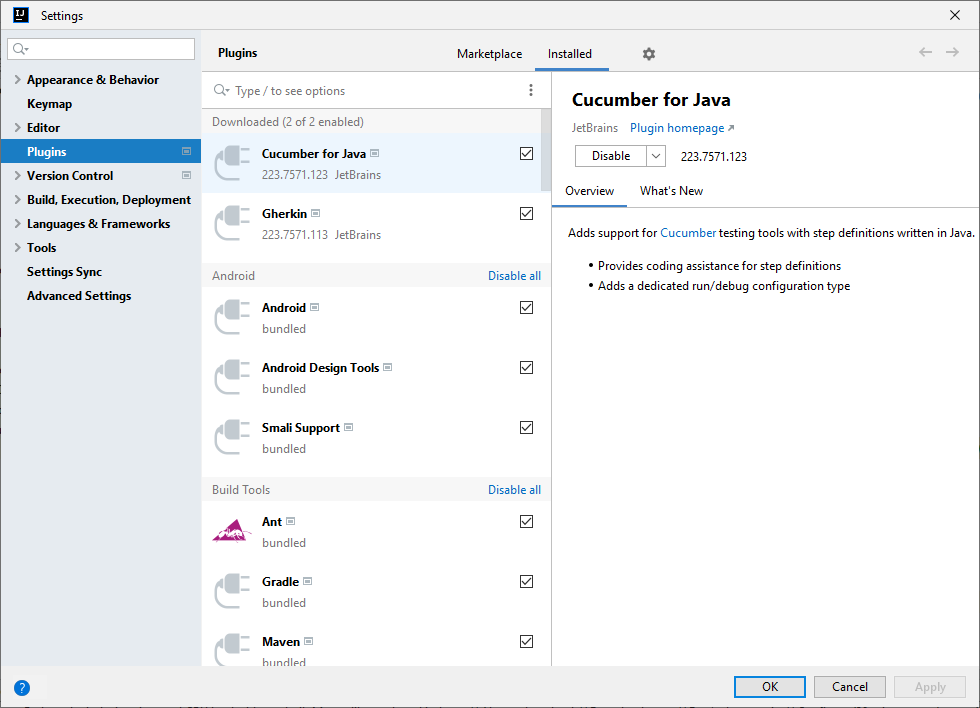 IJ
Settings
Plugins
Marketplace
Installed
Appearance & Behavior
Keymap
Editor
Plugins
Version Control
Build, Execution, Deployment
Languages & Frameworks
Tools
Settings Sync
Advanced Settings
Type / to see options
Downloaded (2 of 2 enabled)
Cucumber for Java
223.7571.123 JetBrains
Gherkin
223.7571.113 JetBrains
Android Disable all
Android
bundled
Android Design Tools
bundled
Smali Support
bundled
Build Tools Disable all
Ant
bundled
Gradle
bundled
Maven
bundled
Cucumber for Java
JetBrains Plugin homepage ↗
Disable 223.7571.123
Overview What's New
Adds support for Cucumber testing tools with step definitions written in Java.
• Provides coding assistance for step definitions
• Adds a dedicated run/debug configuration type
?
OK Cancel Apply